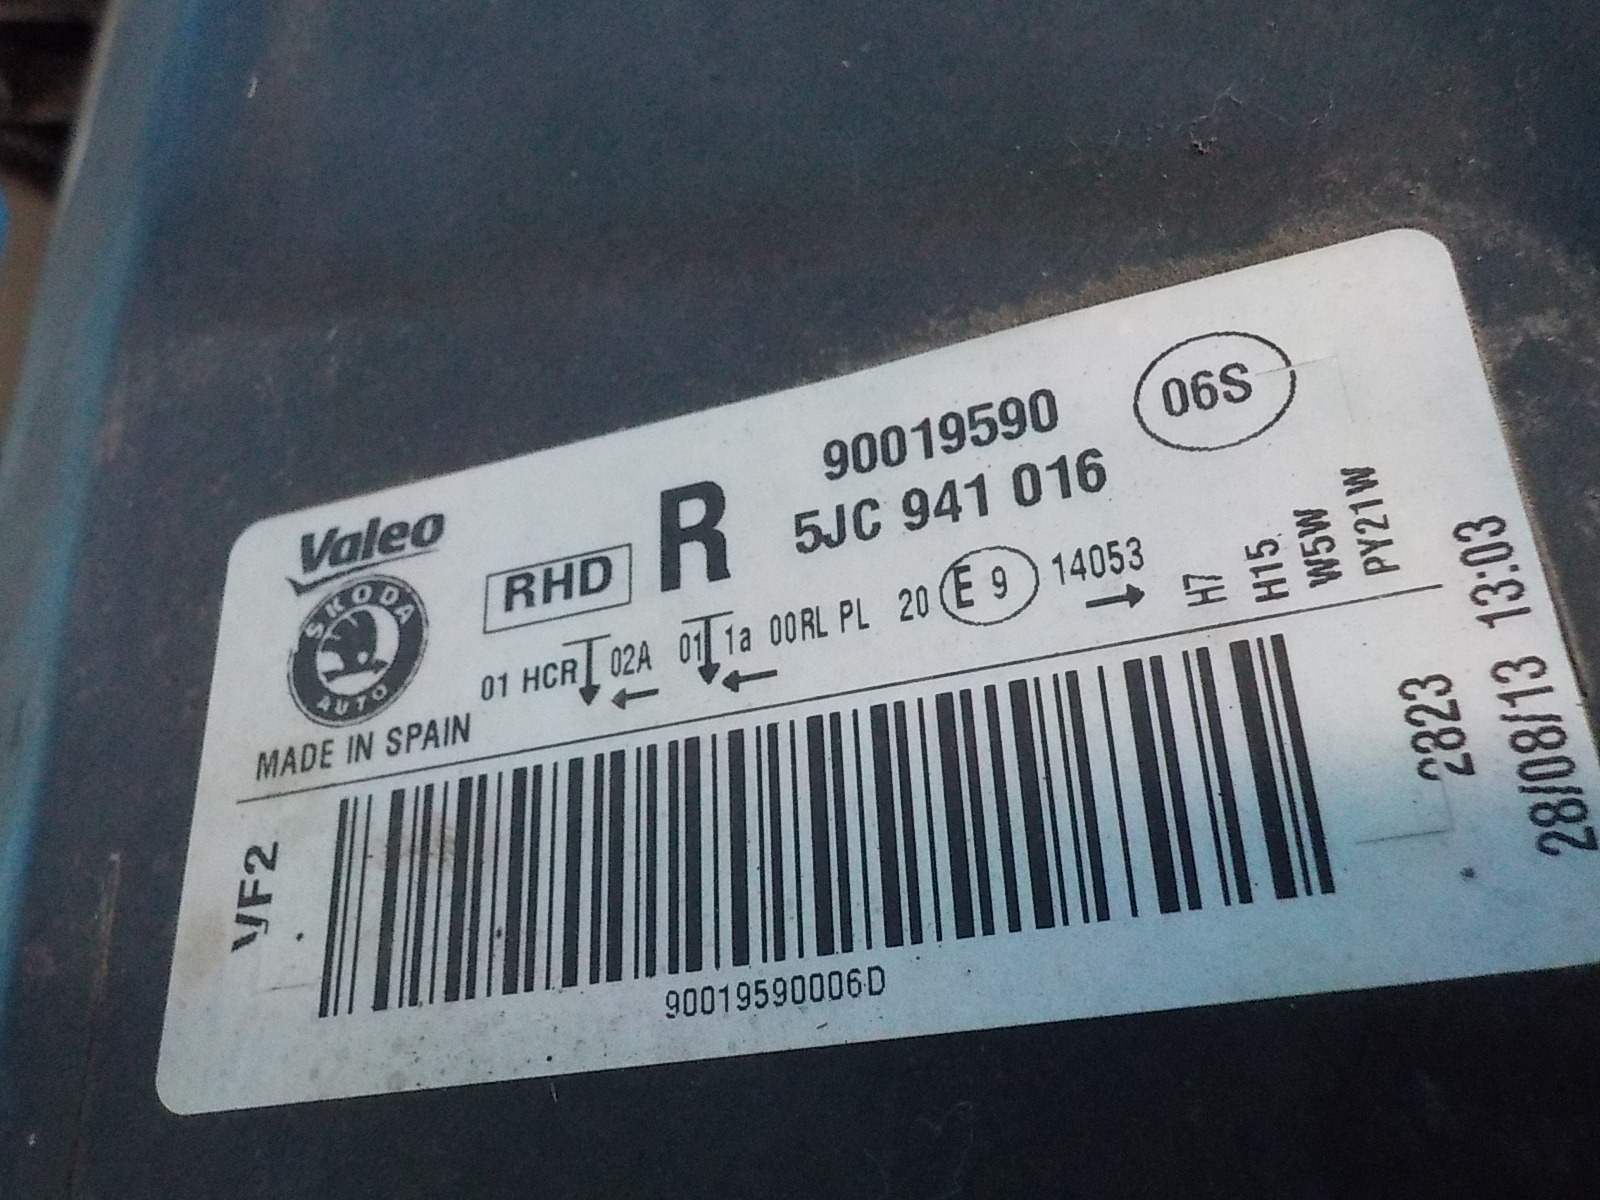 Valeo
ŠKODA
AUTO
RHD
R
90019590
5JC 941 016
06S
01 HCR 02A 01 1a 00RL PL 20 E 9 14053
H7
H15
W5W
PY21W
MADE IN SPAIN
VF2
90019590006D
2823
28/08/13 13:03